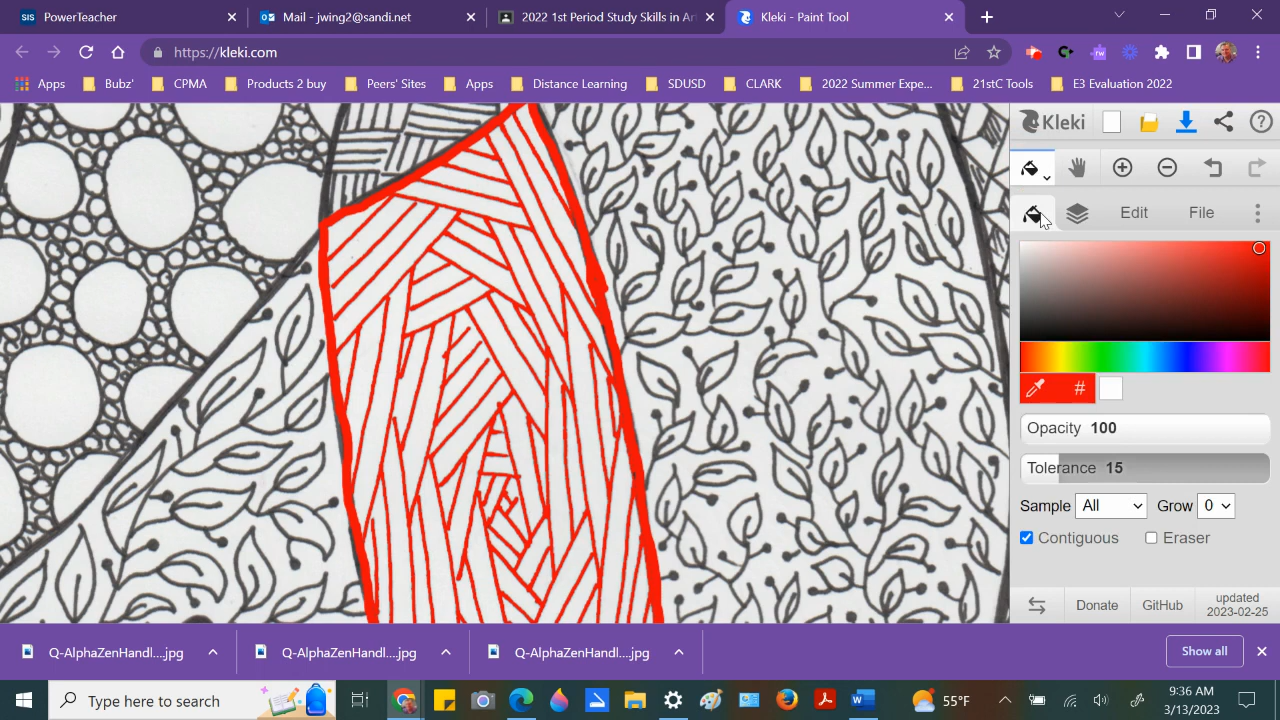 SIS PowerTeacher
Mail - jwing2@sandi.net
2022 1st Period Study Skills in Ar
Kleki - Paint Tool
https://kleki.com
Apps Bubz' CPMA Products 2 buy Peers' Sites Apps Distance Learning SDUSD CLARK 2022 Summer Expe... 21stC Tools E3 Evaluation 2022
Kleki
Edit File
#
Opacity 100
Tolerance 15
Sample All Grow 0
Contiguous Eraser
Donate GitHub updated
2023-02-25
Q-AlphaZenHandl....jpg Q-AlphaZenHandl....jpg Q-AlphaZenHandl....jpg Show all
Type here to search
55°F
9:36 AM
3/13/2023